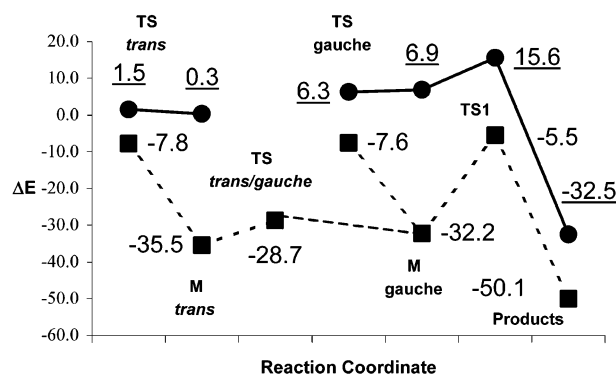 TS
trans
TS
gauche
20.0
10.0
0.0
-10.0
ΔE -20.0
-30.0
-40.0
-50.0
-60.0
1.5
0.3
6.3
6.9
15.6
-7.8
-7.6
TS1
-5.5
TS
trans/gauche
-32.5
-35.5
-28.7
-32.2
M
trans
M
gauche
-50.1
Products
Reaction Coordinate